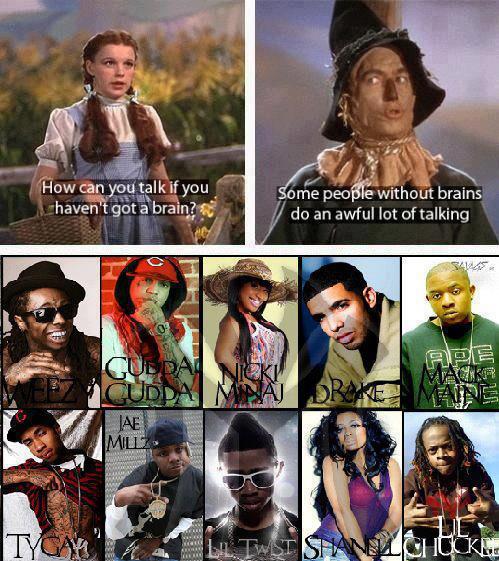 How can you talk if you
haven't got a brain?
Some people without brains
do an awful lot of talking
WEEZY
GUDDA
GUDDA
NICKI
MINAJ
DRAKE
MACK
MAINE
TYGA
JAE
MILLZ
LIL TWIST
SHANELL
LIL
CHUCKEE